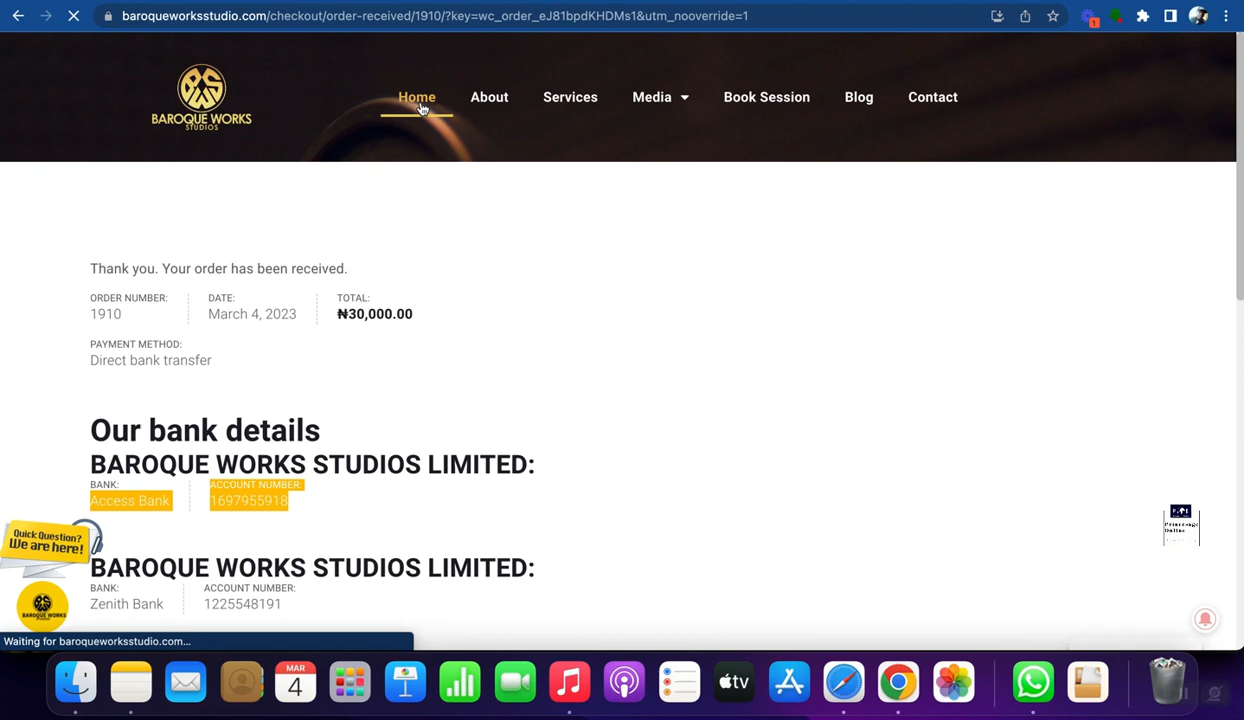 baroqueworksstudio.com/checkout/order-received/1910/?key=wc_order_eJ81bpdKHDMs1&utm_nooverride=1
1
BAROQUE WORKS
STUDIOS
Home About Services Media Book Session Blog Contact
Thank you. Your order has been received.
ORDER NUMBER: DATE: TOTAL:
1910 March 4, 2023 ₦30,000.00
PAYMENT METHOD:
Direct bank transfer
Our bank details
BAROQUE WORKS STUDIOS LIMITED:
BANK: ACCOUNT NUMBER:
Access Bank 1697955918
Quick Question?
We are here!
BAROQUE WORKS STUDIOS LIMITED:
BANK: ACCOUNT NUMBER:
Zenith Bank 1225548191
BAROQUE WORKS
Waiting for baroqueworksstudio.com...
MAR
4
tv